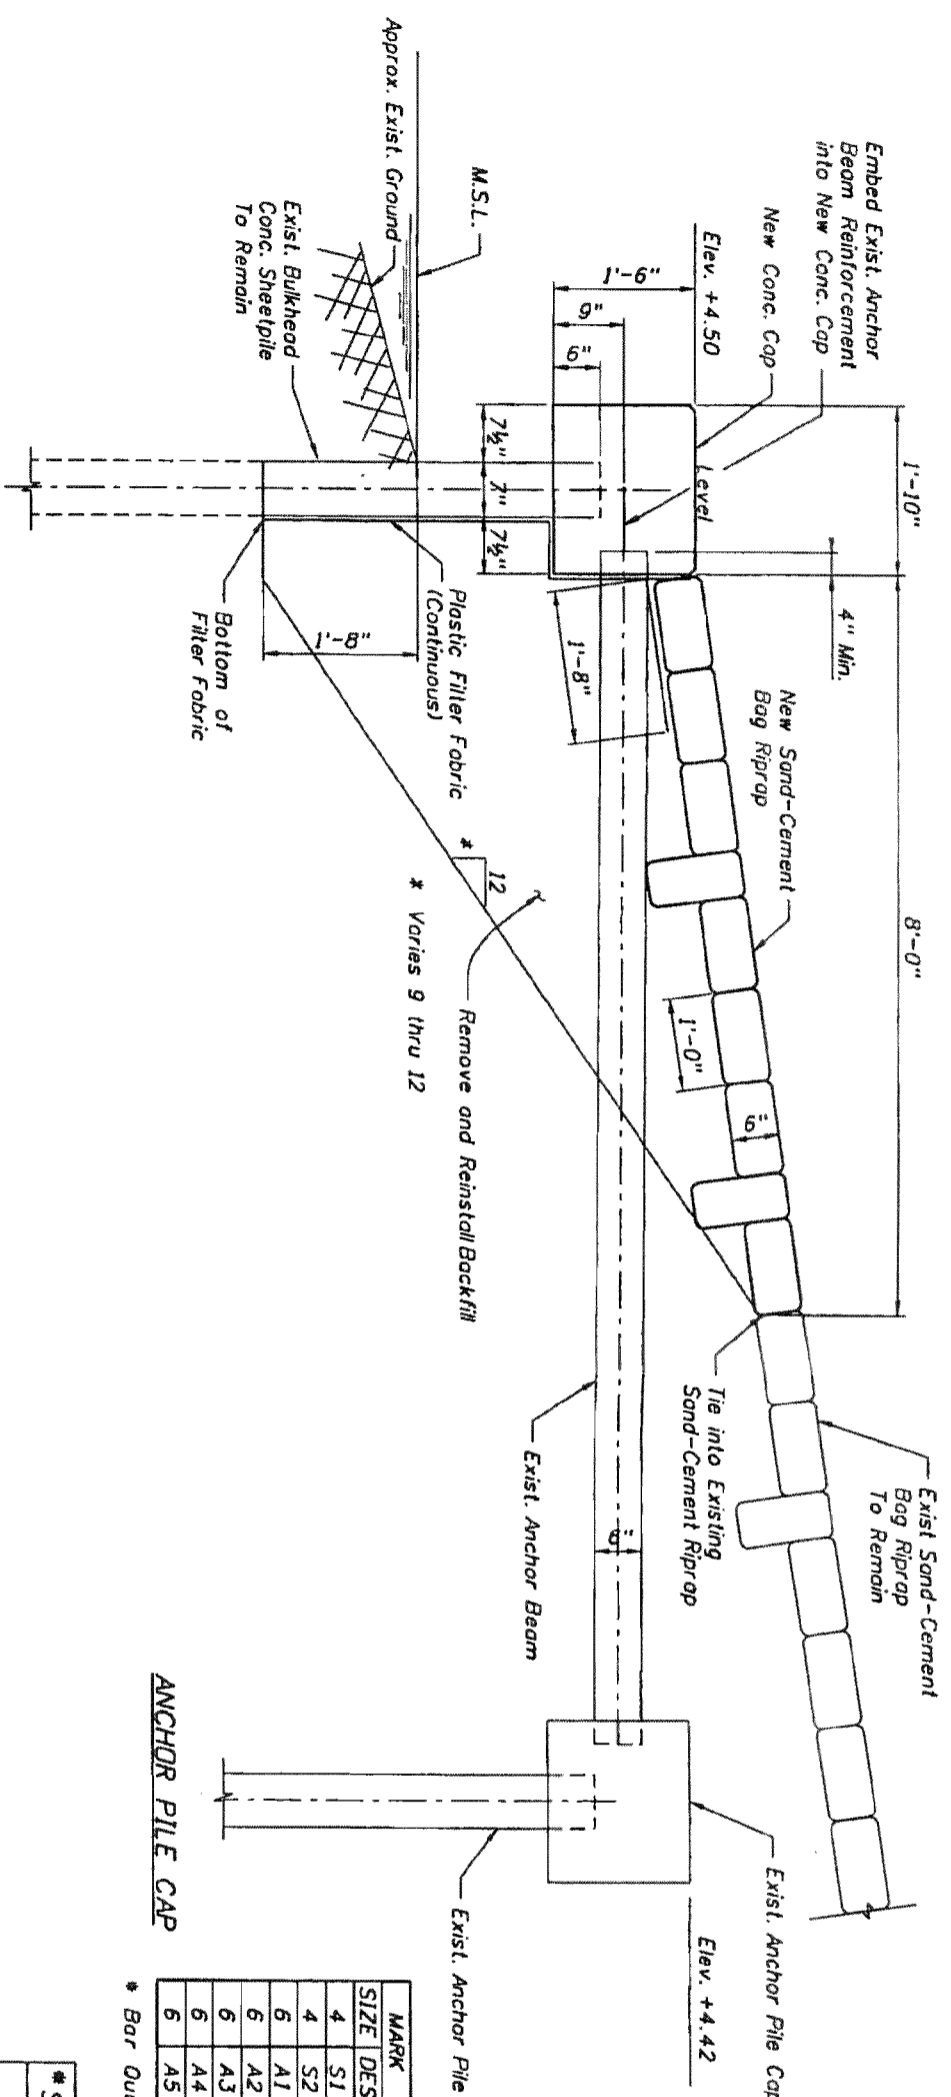 Embed Exist. Anchor
Beam Reinforcement
into New Conc. Cap
New Conc. Cap
Elev. +4.50
1'-10"
4" Min.
8'-0"
Level
1'-6"
9"
6"
7½"
7"
7½"
M.S.L.
Approx. Exist. Ground
Exist. Bulkhead
Conc. Sheetpile
To Remain
1'-8"
Bottom of
Filter Fabric
Plastic Filter Fabric
(Continuous)
1'-8"
New Sand-Cement
Bag Riprap
1'-0"
6"
12
*
* Varies 9 thru 12
Remove and Reinstall Backfill
Tie into Existing
Sand-Cement Riprap
Exist Sand-Cement
Bag Riprap
To Remain
Exist. Anchor Beam
6"
Exist. Anchor Pile Cap
Elev. +4.42
Exist. Anchor Pile
ANCHOR PILE CAP
MARK
SIZE DES
4 S1
4 S2
6 A1
6 A2
6 A3
6 A4
6 A5
* Bar Qua